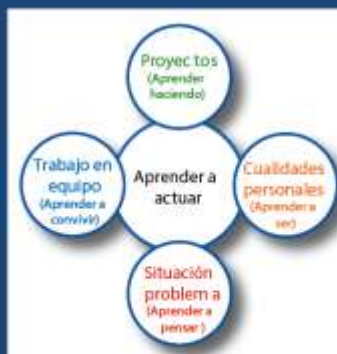 Proyec tos
(Aprender
haciendo)
Trabajo en
equipo
(Aprender a
convivir)
Aprender a
actuar
Cualidades
personales
(Aprender a
ser)
Situación
problem a
(Aprender a
pensar )